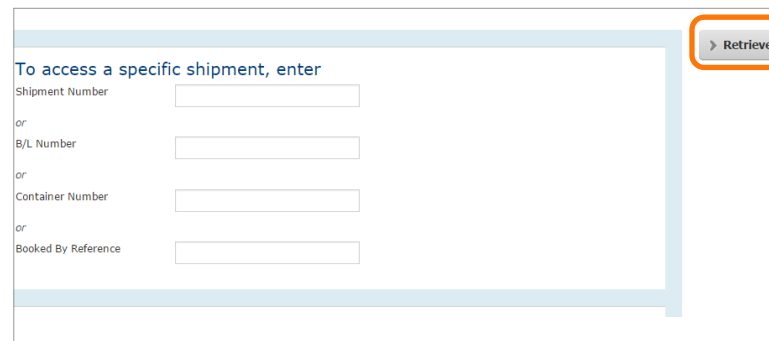 Retrieve
To access a specific shipment, enter
Shipment Number
or
B/L Number
or
Container Number
or
Booked By Reference